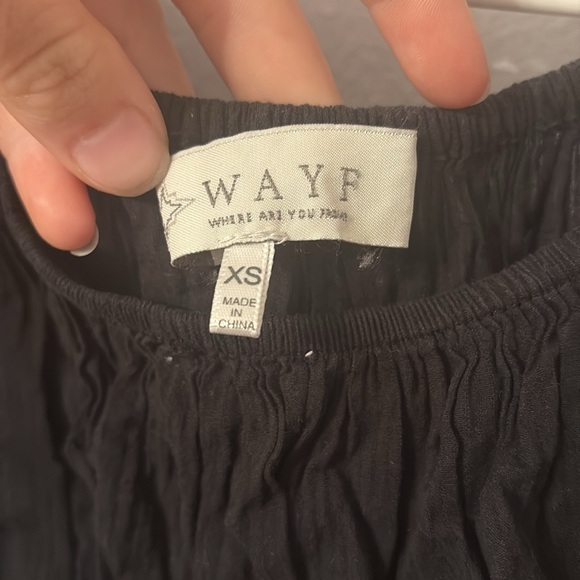 WAYF
WHERE ARE YOU FROM
XS
MADE
IN
CHINA